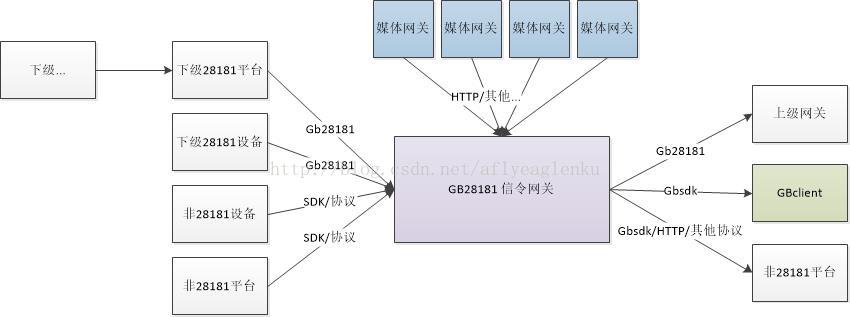 媒体网关
媒体网关
媒体网关
媒体网关
下级...
下级28181平台
HTTP/其他...
上级网关
Gb28181
下级28181设备
Gb28181
Gb28181
http://blog.csdn.net/aflyeaglenku
GB28181 信令网关
Gbsdk
GBclient
SDK/协议
非28181设备
Gbsdk/HTTP/其他协议
SDK/协议
非28181平台
非28181平台